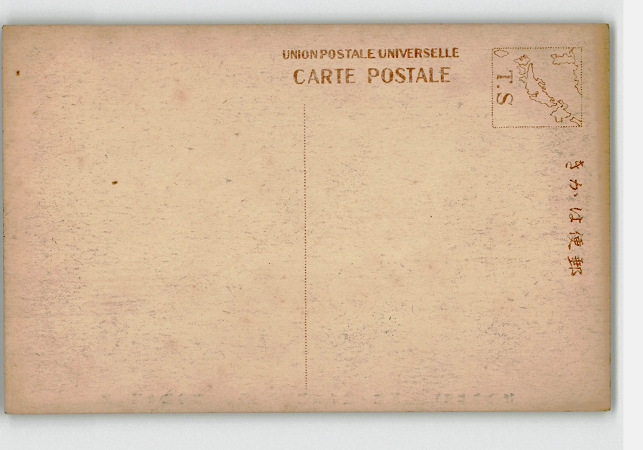 UNION POSTALE UNIVERSELLE
CARTE POSTALE
T.S
きかは便郵